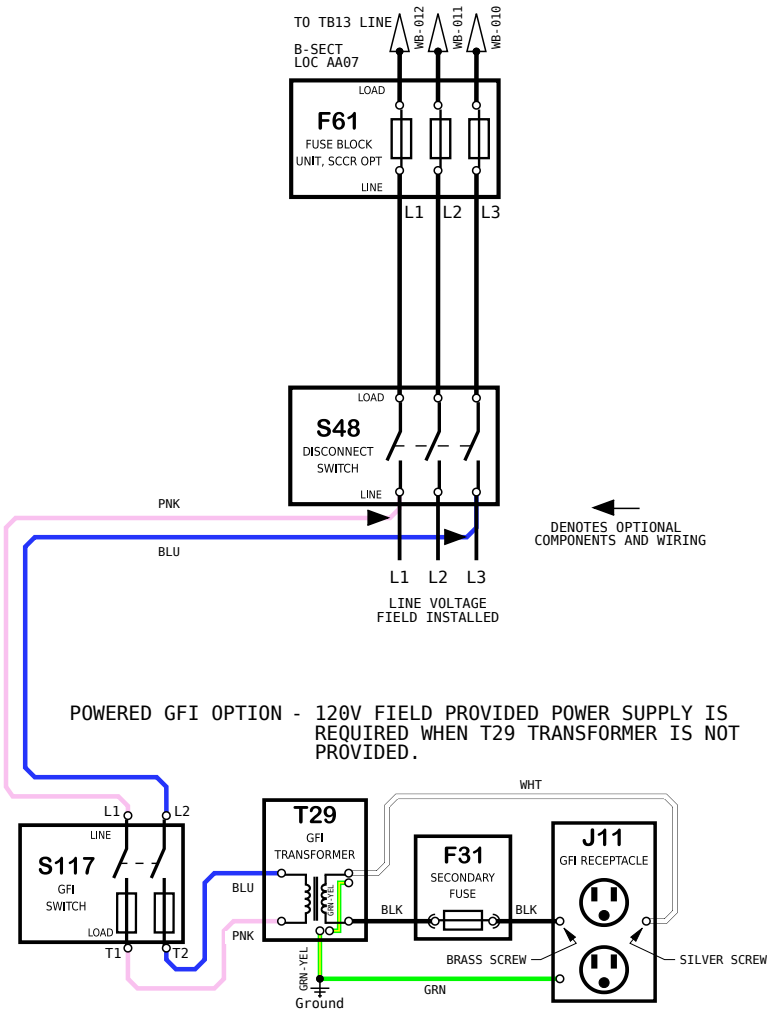 TO TB13 LINE
WB-012
WB-011
WB-010
B-SECT
LOC AA07
LOAD
F61
FUSE BLOCK
UNIT, SCCR OPT
LINE
L1 L2 L3
LOAD
S48
DISCONNECT
SWITCH
LINE
PNK
BLU
DENOTES OPTIONAL
COMPONENTS AND WIRING
L1 L2 L3
LINE VOLTAGE
FIELD INSTALLED
POWERED GFI OPTION - 120V FIELD PROVIDED POWER SUPPLY IS
REQUIRED WHEN T29 TRANSFORMER IS NOT
PROVIDED.
WHT
L1 L2
LINE
S117
GFI
SWITCH
LOAD
T1 T2
BLU
PNK
T29
GFI
TRANSFORMER
GRN-YEL
GRN-YEL
Ground
BLK
F31
SECONDARY
FUSE
BLK
J11
GFI RECEPTACLE
BRASS SCREW
SILVER SCREW
GRN